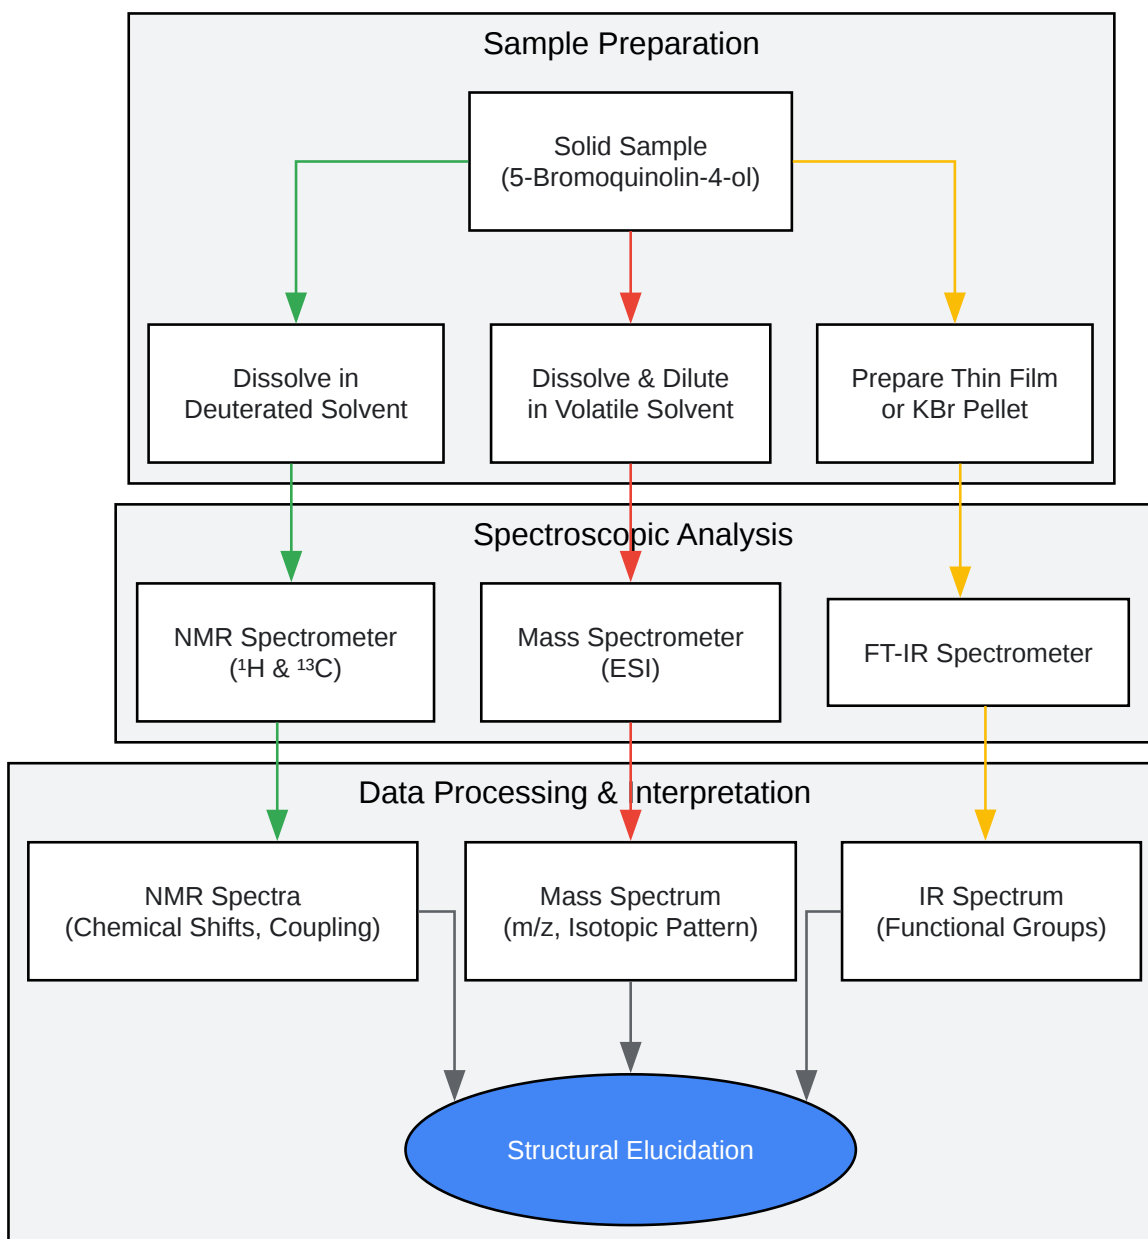 Sample Preparation
Solid Sample
(5-Bromoquinolin-4-ol)
Dissolve in
Deuterated Solvent
Dissolve & Dilute
in Volatile Solvent
Prepare Thin Film
or KBr Pellet
Spectroscopic Analysis
NMR Spectrometer
(¹H & ¹³C)
Mass Spectrometer
(ESI)
FT-IR Spectrometer
Data Processing & Interpretation
NMR Spectra
(Chemical Shifts, Coupling)
Mass Spectrum
(m/z, Isotopic Pattern)
IR Spectrum
(Functional Groups)
Structural Elucidation